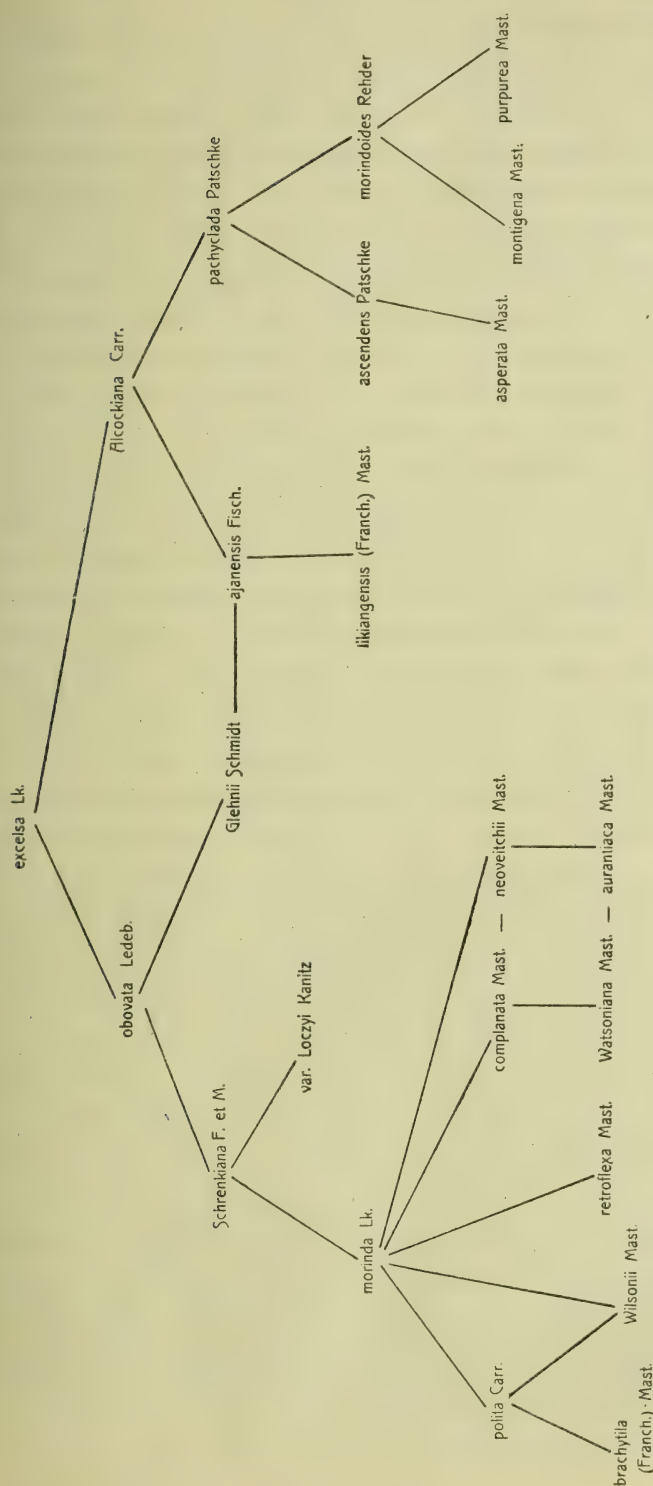 excelsa Lk.
obovata Ledeb.
Alcockiana Carr.
Schrenkiana F. et M.
Glehnii Schmidt
ajanensis Fisch.
pachyclada Patschke
var. Loczyi Kanitz
morinda Lk.
likiangensis (Franch.) Mast.
ascendens Patschke
morindoides Rehder
polita Carr.
complanata Mast. — neoveitchii Mast.
asperata Mast.
montigena Mast.
purpurea Mast.
brachytila
(Franch.) Mast.
Wilsonii Mast.
retroflexa Mast.
Watsoniana Mast. — aurantiaca Mast.